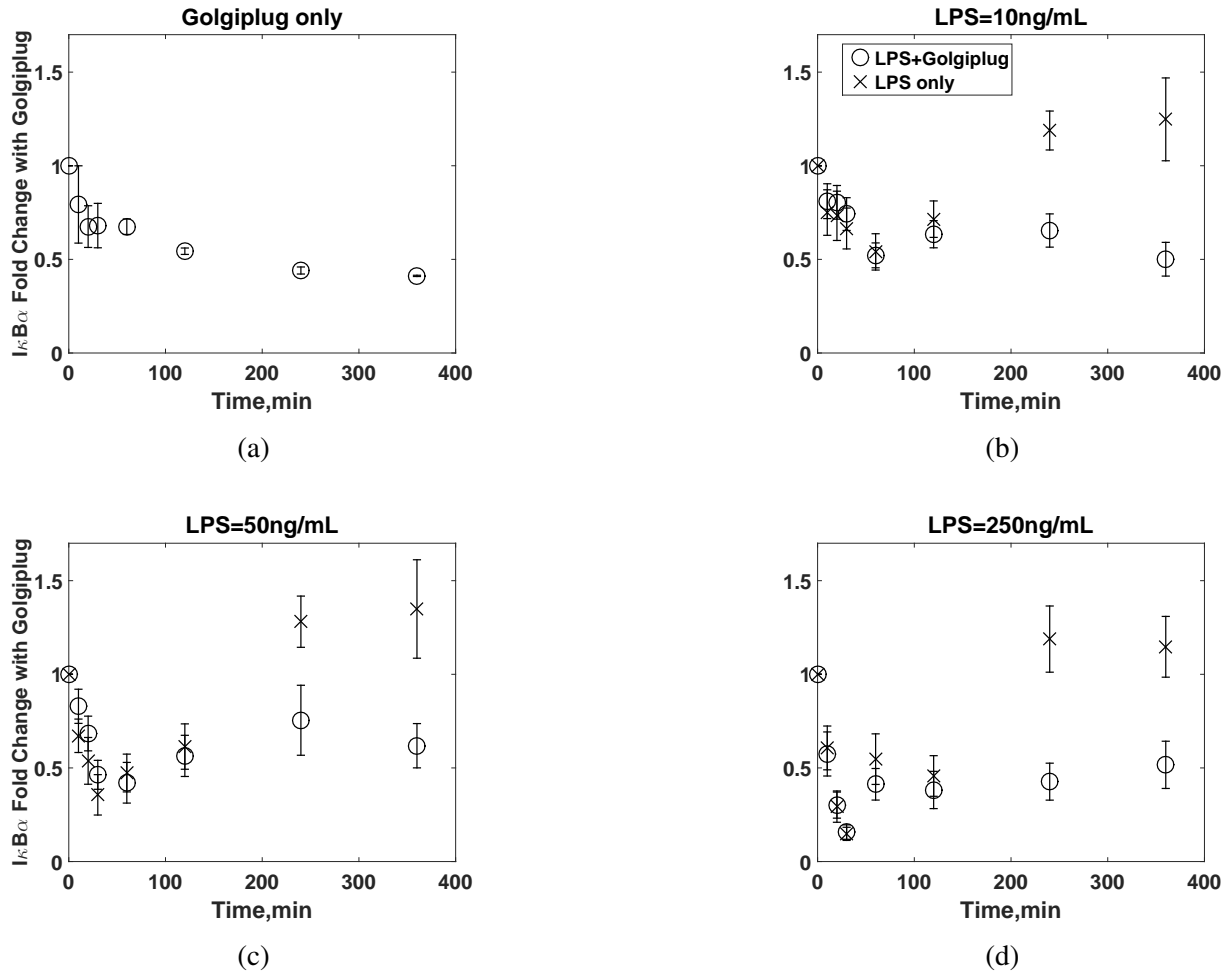 Golgiplug only
IκBα Fold Change with Golgiplug
1.5
1
0.5
0
0 100 200 300 400
Time,min
(a)
LPS=10ng/mL
LPS+Golgiplug
LPS only
1.5
1
0.5
0
0 100 200 300 400
Time,min
(b)
LPS=50ng/mL
IκBα Fold Change with Golgiplug
1.5
1
0.5
0
0 100 200 300 400
Time,min
(c)
LPS=250ng/mL
1.5
1
0.5
0
0 100 200 300 400
Time,min
(d)